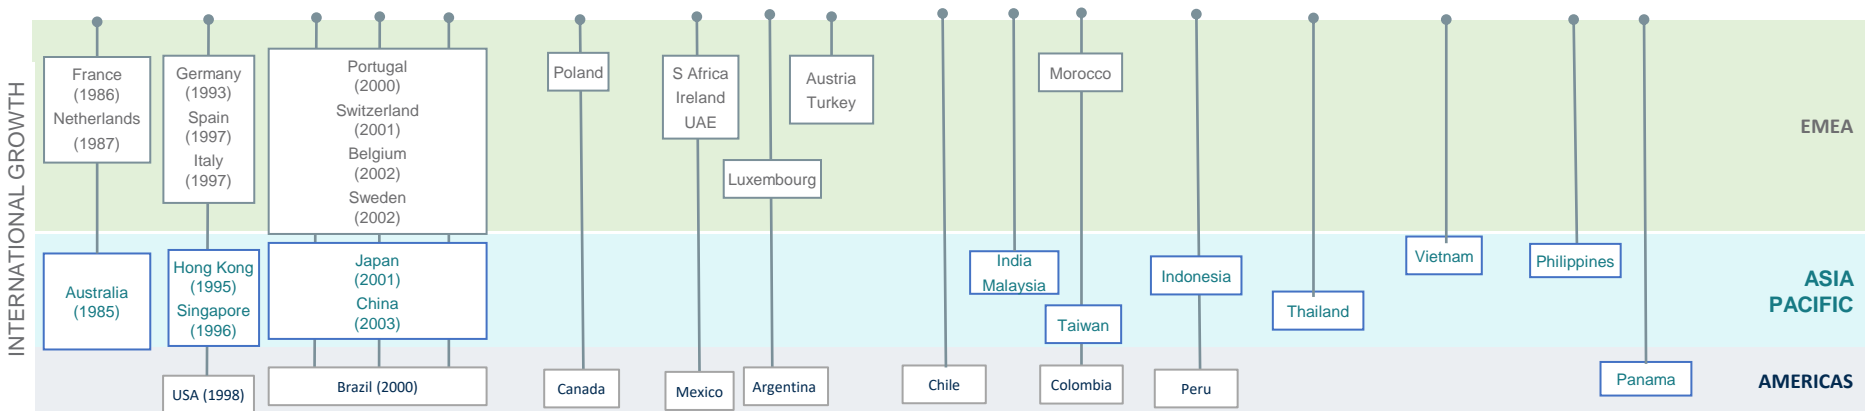 INTERNATIONAL GROWTH
France
(1986)
Netherlands
(1987)
Germany
(1993)
Spain
(1997)
Italy
(1997)
Portugal
(2000)
Switzerland
(2001)
Belgium
(2002)
Sweden
(2002)
Poland
S Africa
Ireland
UAE
Luxembourg
Austria
Turkey
Morocco
EMEA
Australia
(1985)
Hong Kong
(1995)
Singapore
(1996)
Japan
(2001)
China
(2003)
India
Malaysia
Taiwan
Indonesia
Thailand
Vietnam
Philippines
ASIA
PACIFIC
USA (1998)
Brazil (2000)
Canada
Mexico
Argentina
Chile
Colombia
Peru
Panama
AMERICAS